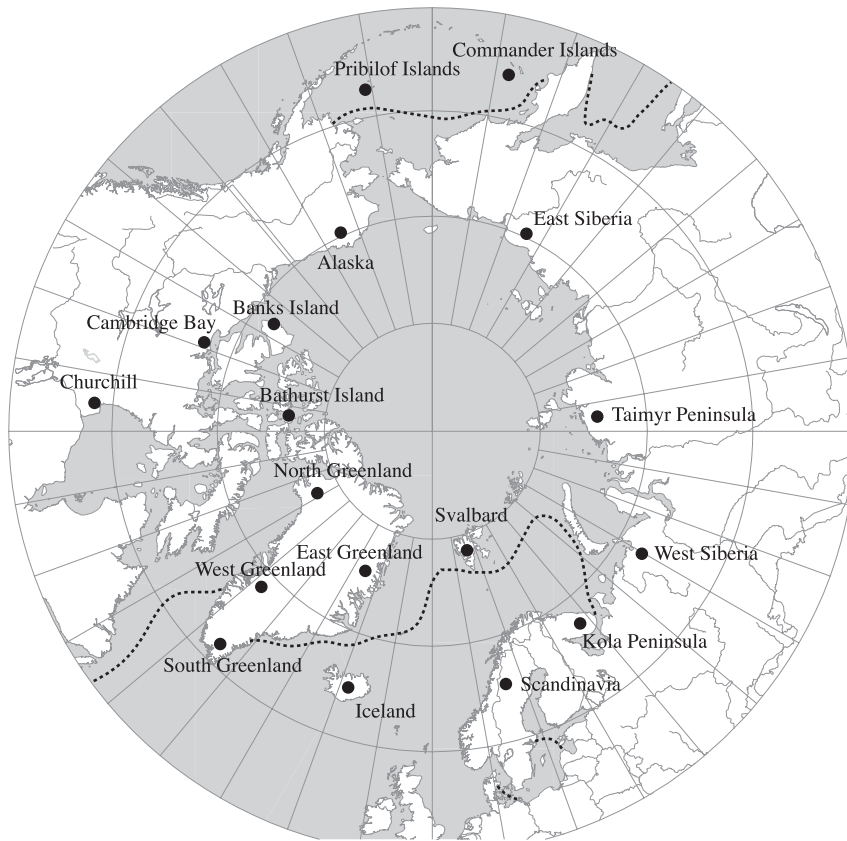 Commander Islands
Pribilof Islands
East Siberia
Alaska
Banks Island
Cambridge Bay
Churchill
Bathurst Island
Taimyr Peninsula
North Greenland
Svalbard
East Greenland
West Siberia
West Greenland
Kola Peninsula
South Greenland
Scandinavia
Iceland